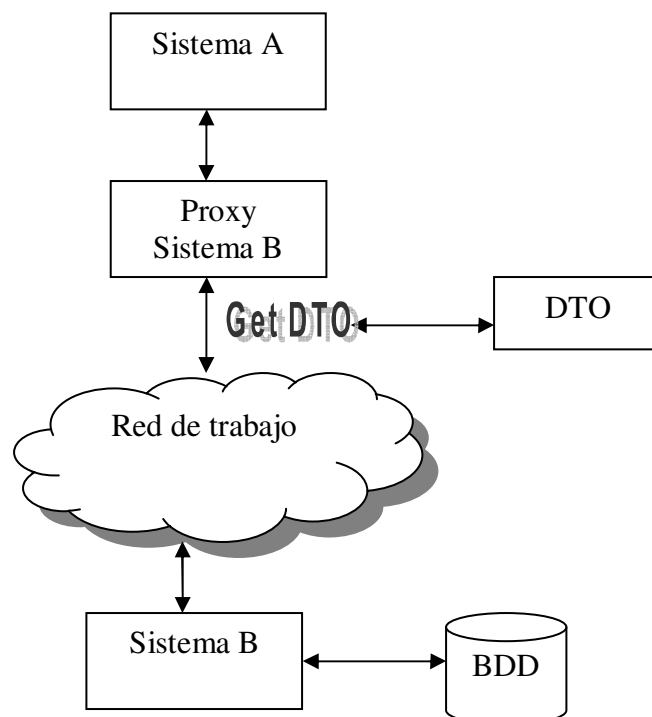 Sistema A
Proxy
Sistema B
Get DTO
DTO
Red de trabajo
Sistema B
BDD